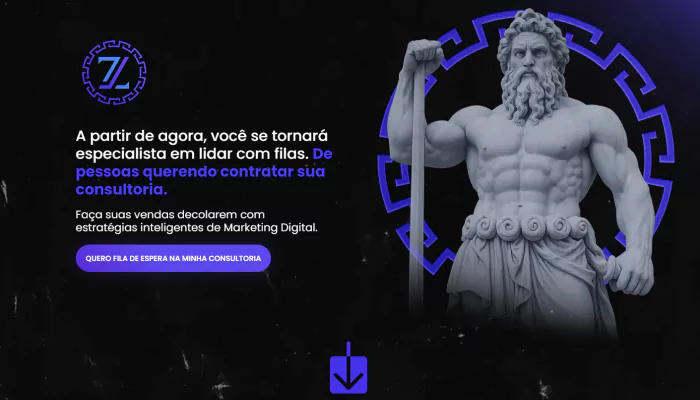 7Z
A partir de agora, você se tornará
especialista em lidar com filas. De
pessoas querendo contratar sua
consultoria.
Faça suas vendas decolarem com
estratégias inteligentes de Marketing Digital.
QUERO FILA DE ESPERA NA MINHA CONSULTORIA